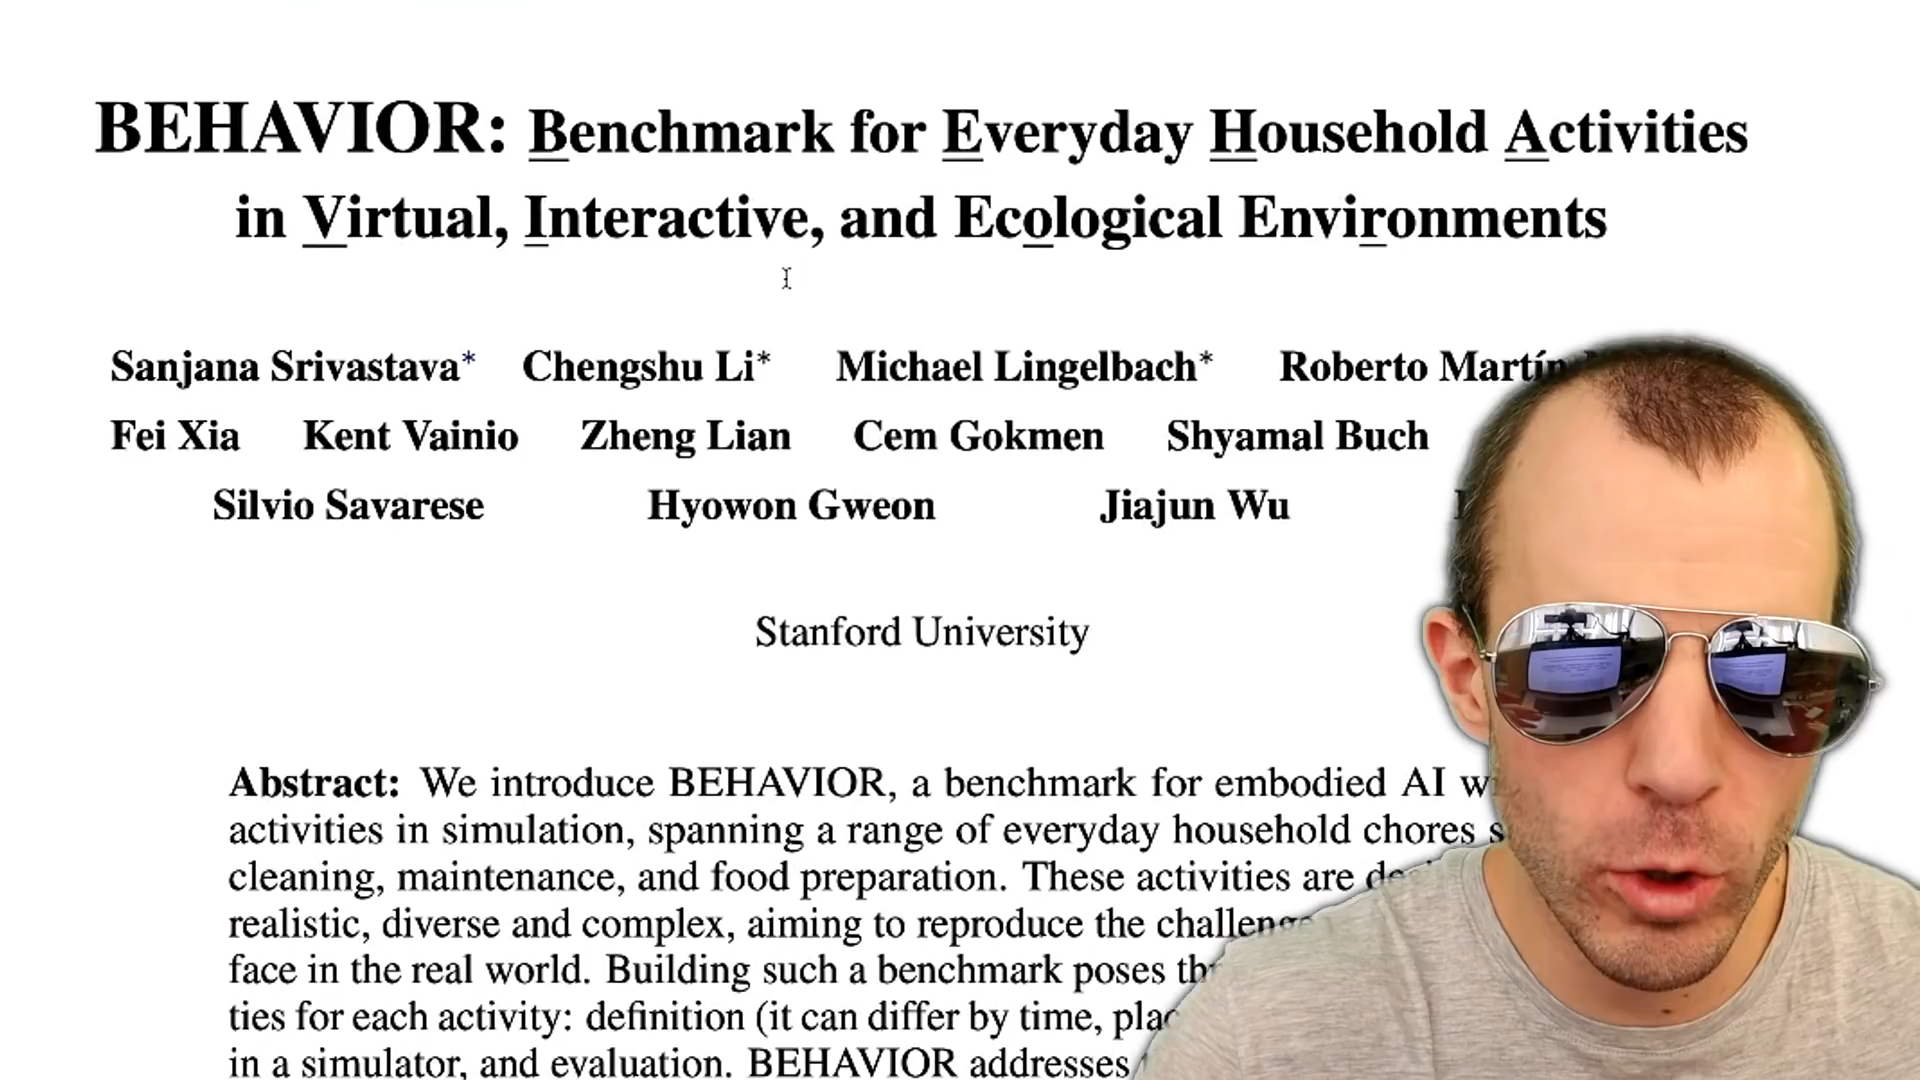 BEHAVIOR: Benchmark for Everyday Household Activities
in Virtual, Interactive, and Ecological Environments
Sanjana Srivastava* Chengshu Li* Michael Lingelbach* Roberto Martín
Fei Xia Kent Vainio Zheng Lian Cem Gokmen Shyamal Buch
Silvio Savarese Hyowon Gweon Jiajun Wu
Stanford University
Abstract: We introduce BEHAVIOR, a benchmark for embodied AI
activities in simulation, spanning a range of everyday household chores
cleaning, maintenance, and food preparation. These activities are
realistic, diverse and complex, aiming to reproduce the
face in the real world. Building such a benchmark poses
ties for each activity: definition (it can differ by time,
in a simulator, and evaluation. BEHAVIOR addresses